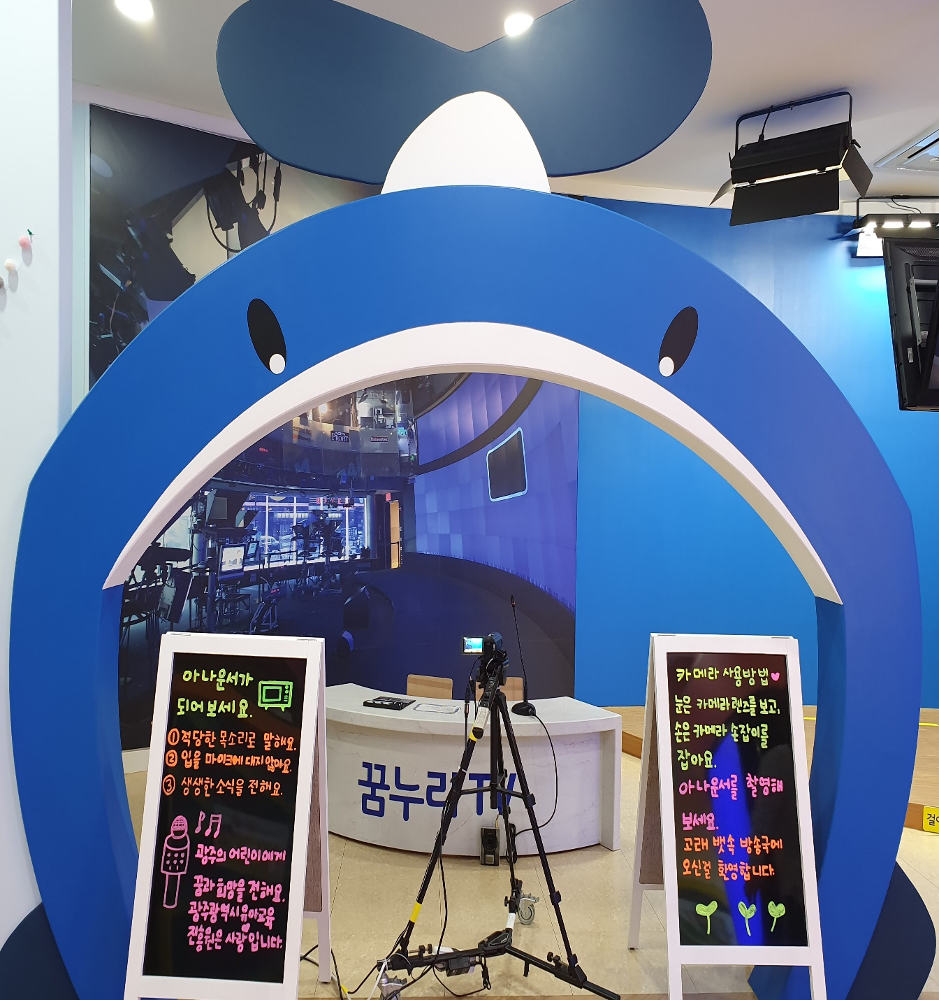 아나운서가
되어보세요.
① 적당한 목소리로 말해요.
② 입을 마이크에 대지 않아요.
③ 생생한 소식을 전해요.
광주의 어린이에게
꿈과 희망을 전해요.
광주광역시유아교육
진흥원은 사랑입니다.
NDTV
PROFIT
꿈누리TV
카메라 사용방법
눈은 카메라 렌즈를 보고,
손은 카메라 손잡이를
잡아요.
아나운서를 촬영해
보세요.
고래 뱃속 방송국에
오신걸 환영합니다.